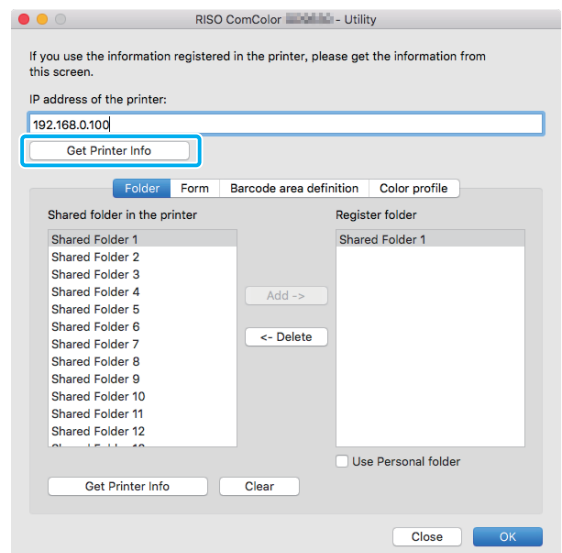 RISO ComColor - Utility
If you use the information registered in the printer, please get the information from
this screen.
IP address of the printer:
192.168.0.100
Get Printer Info
Folder Form Barcode area definition Color profile
Shared folder in the printer Register folder
Shared Folder 1 Shared Folder 1
Shared Folder 2
Shared Folder 3
Shared Folder 4
Add ->
Shared Folder 5
Shared Folder 6
<- Delete
Shared Folder 7
Shared Folder 8
Shared Folder 9
Shared Folder 10
Shared Folder 11
Shared Folder 12
Use Personal folder
Get Printer Info Clear
Close OK